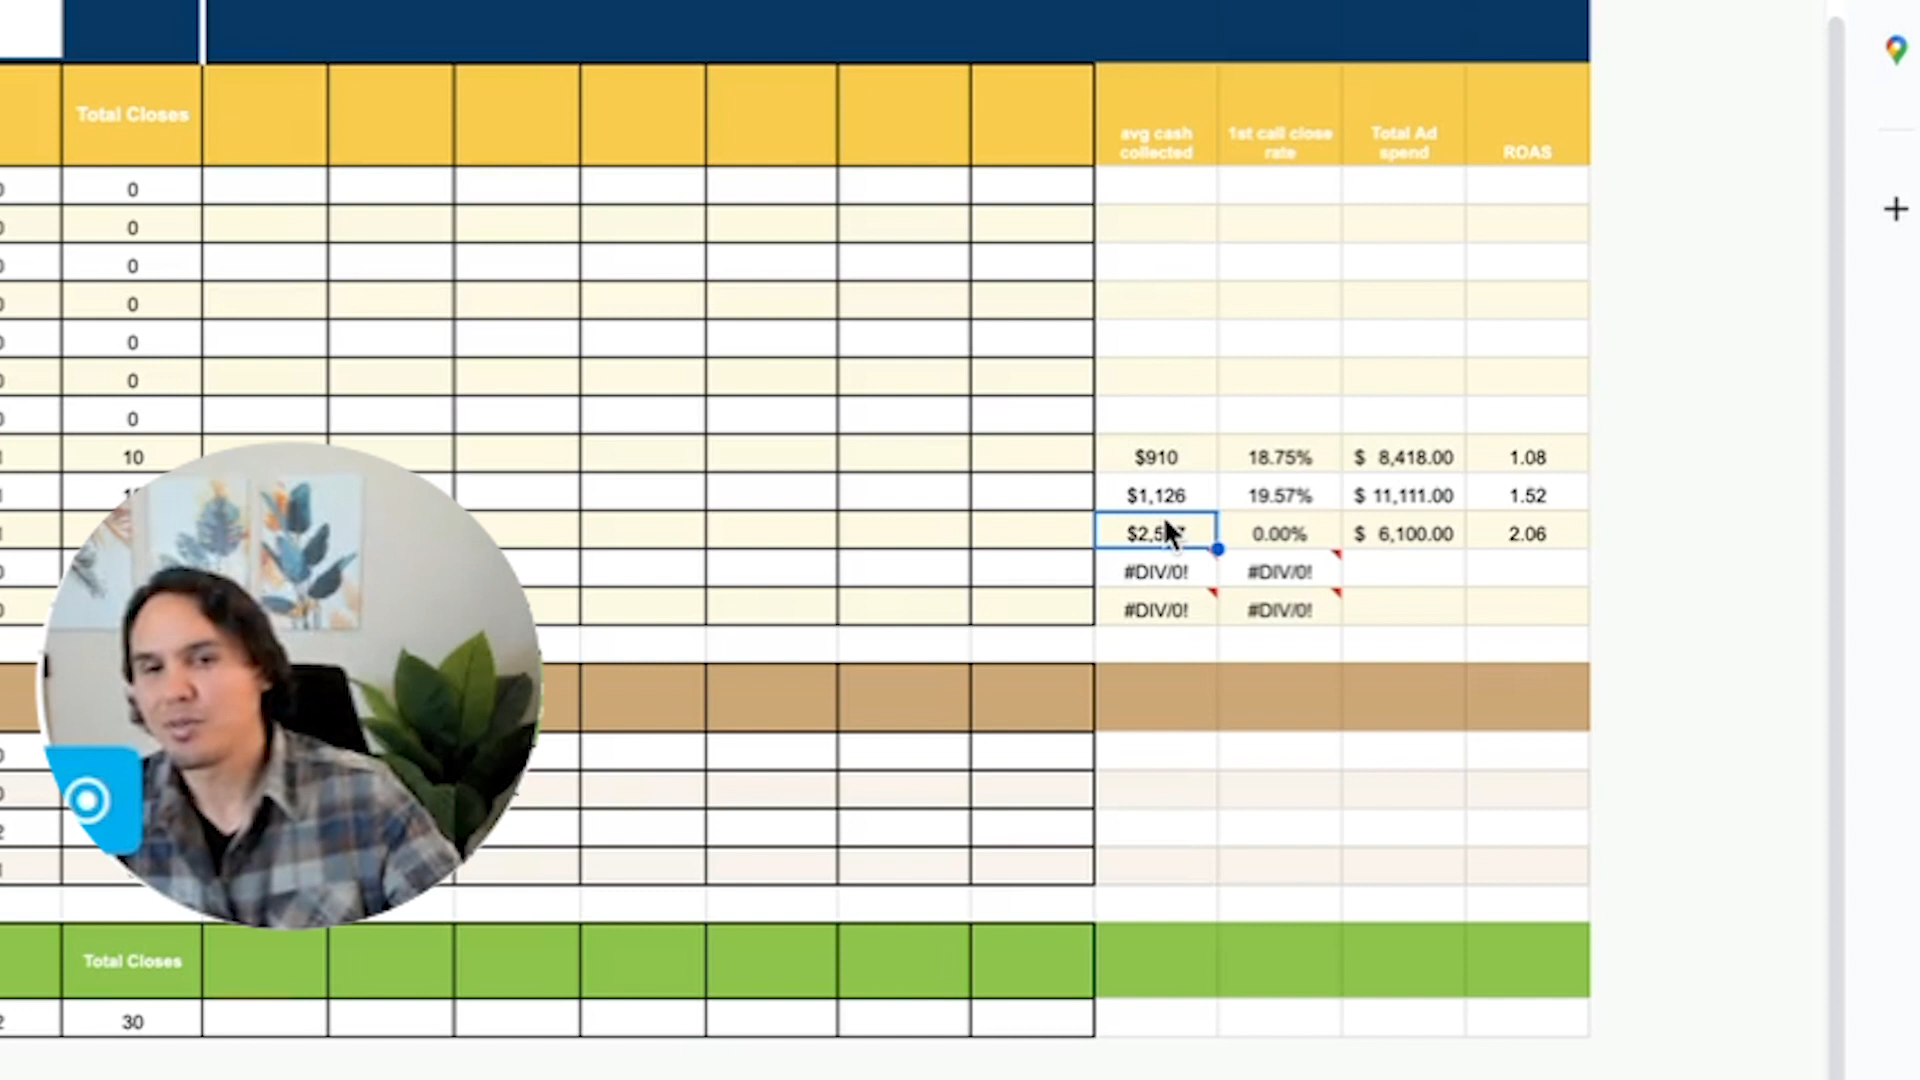 Total Closes
avg cash collected
1st call close rate
Total Ad spend
ROAS
0
0
0
0
0
0
0
10 $910 18.75% $ 8,418.00 1.08
$1,126 19.57% $ 11,111.00 1.52
0.00% $ 6,100.00 2.06
#DIV/0! #DIV/0!
#DIV/0! #DIV/0!
Total Closes
2 30